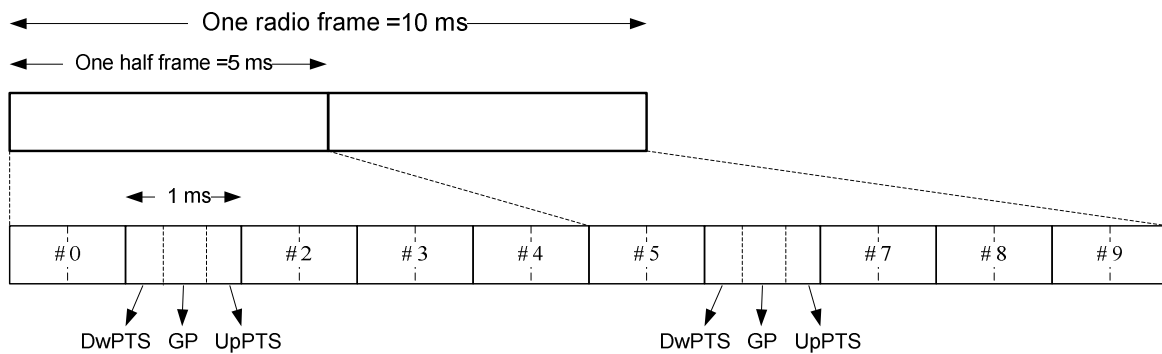 One radio frame =10 ms
One half frame =5 ms
1 ms
#0 #2 #3 #4 #5 #7 #8 #9
DwPTS GP UpPTS DwPTS GP UpPTS